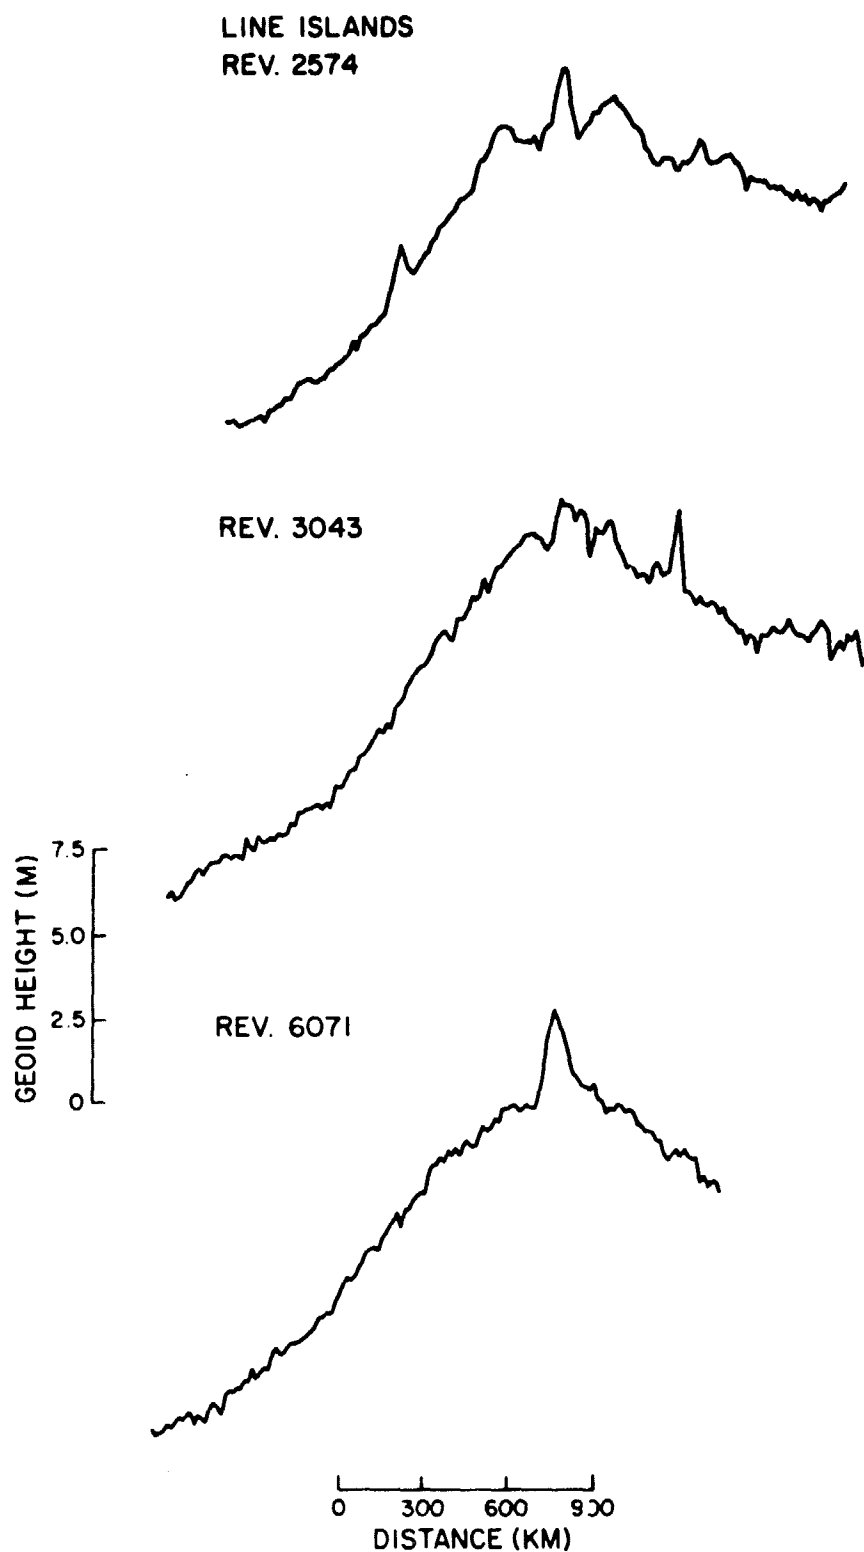 LINE ISLANDS
REV. 2574
REV. 3043
7.5
5.0
2.5
0
GEOID HEIGHT (M)
REV. 6071
0 300 600 900
DISTANCE (KM)